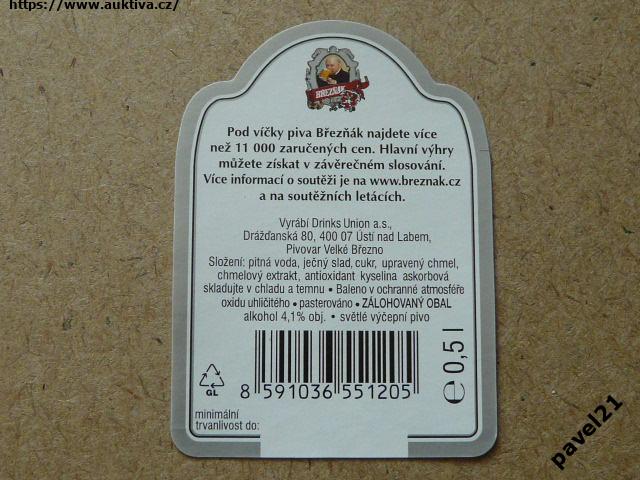 https://www.auktiva.cz/
BŘEZŇÁK
Pod víčky piva Březňák najdete více
než 11 000 zaručených cen. Hlavní výhry
můžete získat v závěrečném slosování.
Více informací o soutěži je na www.breznak.cz
a na soutěžních letácích.
Vyrábí Drinks Union a.s.,
Drážďanská 80, 400 07 Ústí nad Labem,
Pivovar Velké Březno
Složení: pitná voda, ječný slad, cukr, upravený chmel,
chmelový extrakt, antioxidant kyselina askorbová
skladujte v chladu a temnu • Baleno v ochranné atmosféře
oxidu uhličitého • pasterováno • ZÁLOHOVANÝ OBAL
alkohol 4,1% obj. • světlé výčepní pivo
GL
8 591036 551205
℮ 0,5 l
minimální
trvanlivost do:
pavel21